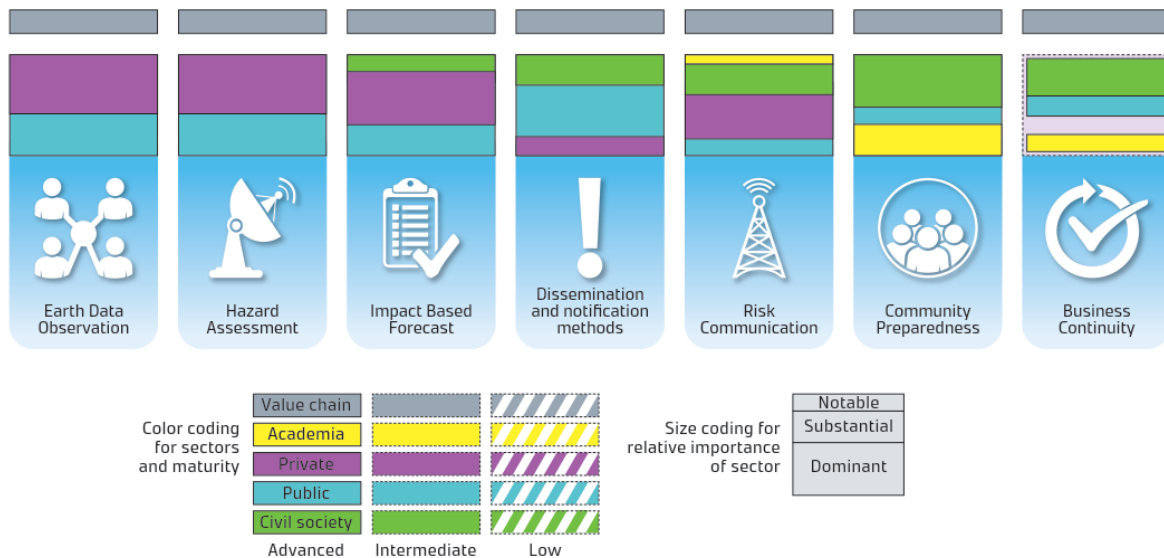 Earth Data
Observation
Hazard
Assessment
Impact Based
Forecast
Dissemination
and notification
methods
Risk
Communication
Community
Preparedness
Business
Continuity
Color coding
for sectors
and maturity
Value chain
Academia
Private
Public
Civil society
Advanced
Intermediate
Low
Size coding for
relative importance
of sector
Notable
Substantial
Dominant